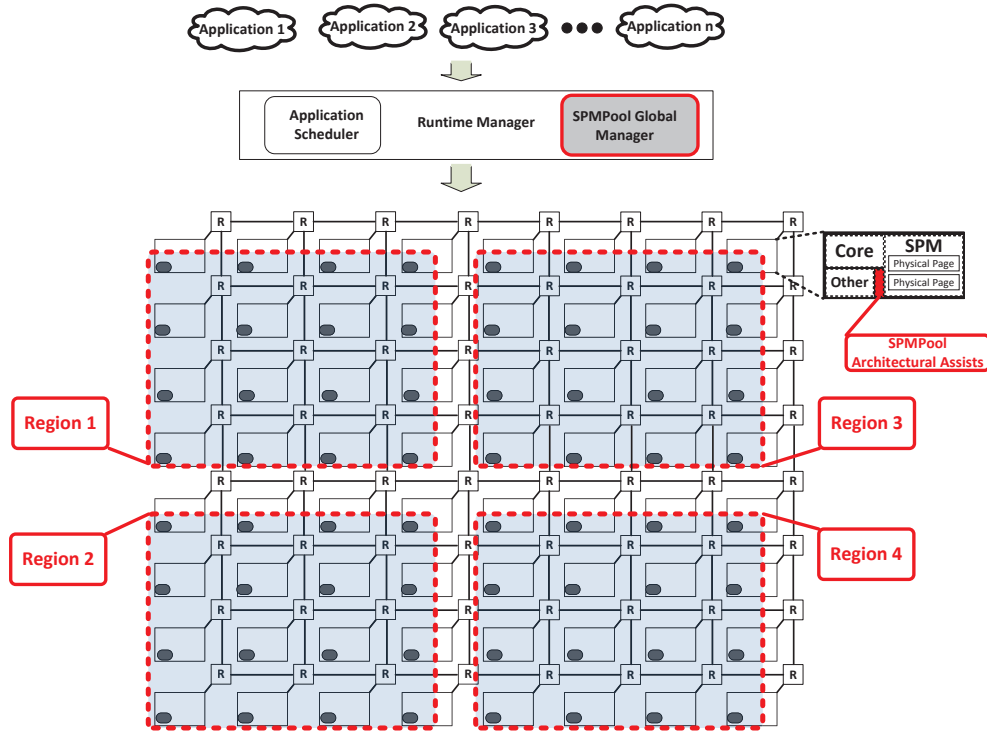 Application 1 Application 2 Application 3 Application n
Application
Scheduler
Runtime Manager
SPMPool Global
Manager
R R R R R R R R
Core SPM
Physical Page
Other Physical Page
R R R R R R R R
SPMPool
Architectural Assists
R R R R R R R R
Region 1
R R R R R R R R
Region 3
R R R R R R R R
Region 2
R R R R R R R R
Region 4
R R R R R R R R
R R R R R R R R